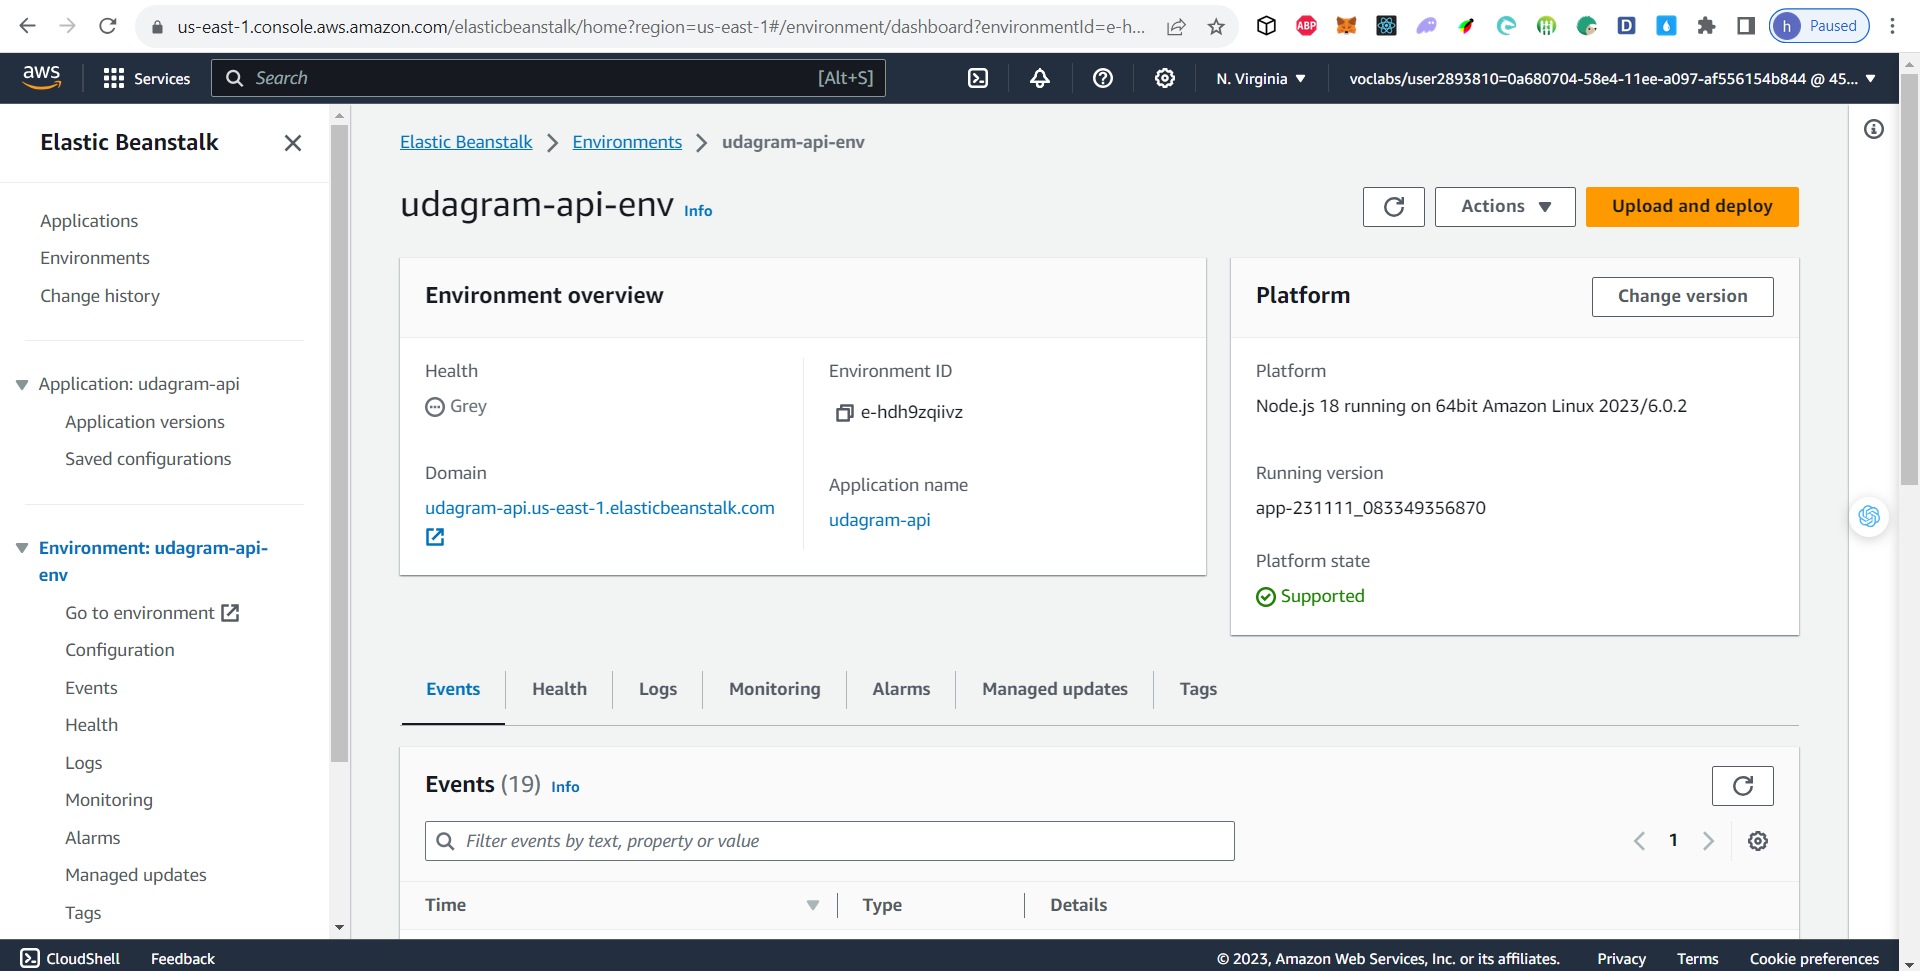 us-east-1.console.aws.amazon.com/elasticbeanstalk/home?region=us-east-1#/environment/dashboard?environmentId=e-h...
ABP
D
h Paused
aws
Services
Search [Alt+S]
N. Virginia
voclabs/user2893810=0a680704-58e4-11ee-a097-af556154b844 @ 45...
Elastic Beanstalk
Applications
Environments
Change history
Application: udagram-api
Application versions
Saved configurations
Environment: udagram-api-
env
Go to environment
Configuration
Events
Health
Logs
Monitoring
Alarms
Managed updates
Tags
Elastic Beanstalk
Environments
udagram-api-env
udagram-api-env Info
Actions
Upload and deploy
Environment overview
Health
Grey
Environment ID
e-hdh9zqiivz
Domain
udagram-api.us-east-1.elasticbeanstalk.com
Application name
udagram-api
Platform
Change version
Platform
Node.js 18 running on 64bit Amazon Linux 2023/6.0.2
Running version
app-231111_083349356870
Platform state
Supported
Events
Health
Logs
Monitoring
Alarms
Managed updates
Tags
Events (19) Info
Filter events by text, property or value
1
Time
Type
Details
CloudShell
Feedback
© 2023, Amazon Web Services, Inc. or its affiliates.
Privacy
Terms
Cookie preferences